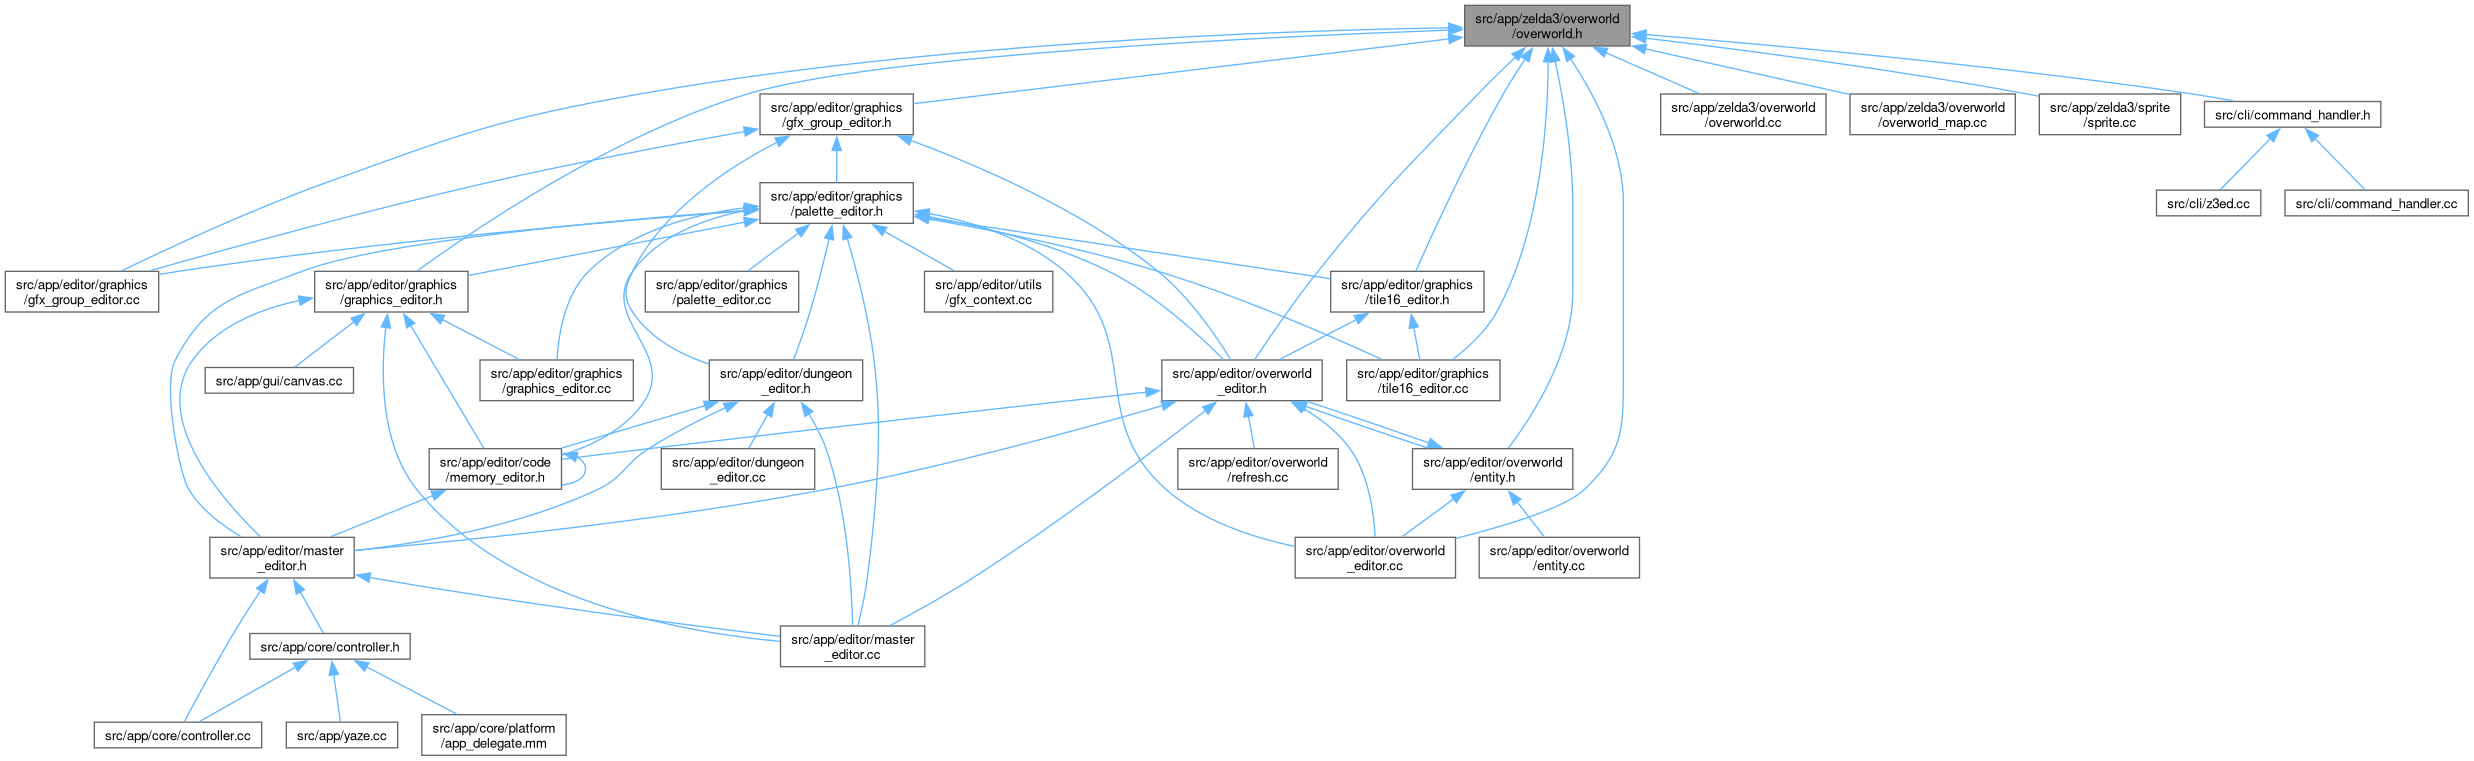 src/app/zelda3/overworld
/overworld.h
src/app/editor/graphics
/gfx_group_editor.h
src/app/zelda3/overworld
/overworld.cc
src/app/zelda3/overworld
/overworld_map.cc
src/app/zelda3/sprite
/sprite.cc
src/cli/command_handler.h
src/app/editor/graphics
/palette_editor.h
src/cli/z3ed.cc
src/cli/command_handler.cc
src/app/editor/graphics
/gfx_group_editor.cc
src/app/editor/graphics
/graphics_editor.h
src/app/editor/graphics
/palette_editor.cc
src/app/editor/utils
/gfx_context.cc
src/app/editor/graphics
/tile16_editor.h
src/app/gui/canvas.cc
src/app/editor/graphics
/graphics_editor.cc
src/app/editor/dungeon
_editor.h
src/app/editor/overworld
_editor.h
src/app/editor/graphics
/tile16_editor.cc
src/app/editor/code
/memory_editor.h
src/app/editor/dungeon
_editor.cc
src/app/editor/overworld
/refresh.cc
src/app/editor/overworld
/entity.h
src/app/editor/master
_editor.h
src/app/editor/overworld
_editor.cc
src/app/editor/overworld
/entity.cc
src/app/core/controller.h
src/app/editor/master
_editor.cc
src/app/core/controller.cc
src/app/yaze.cc
src/app/core/platform
/app_delegate.mm